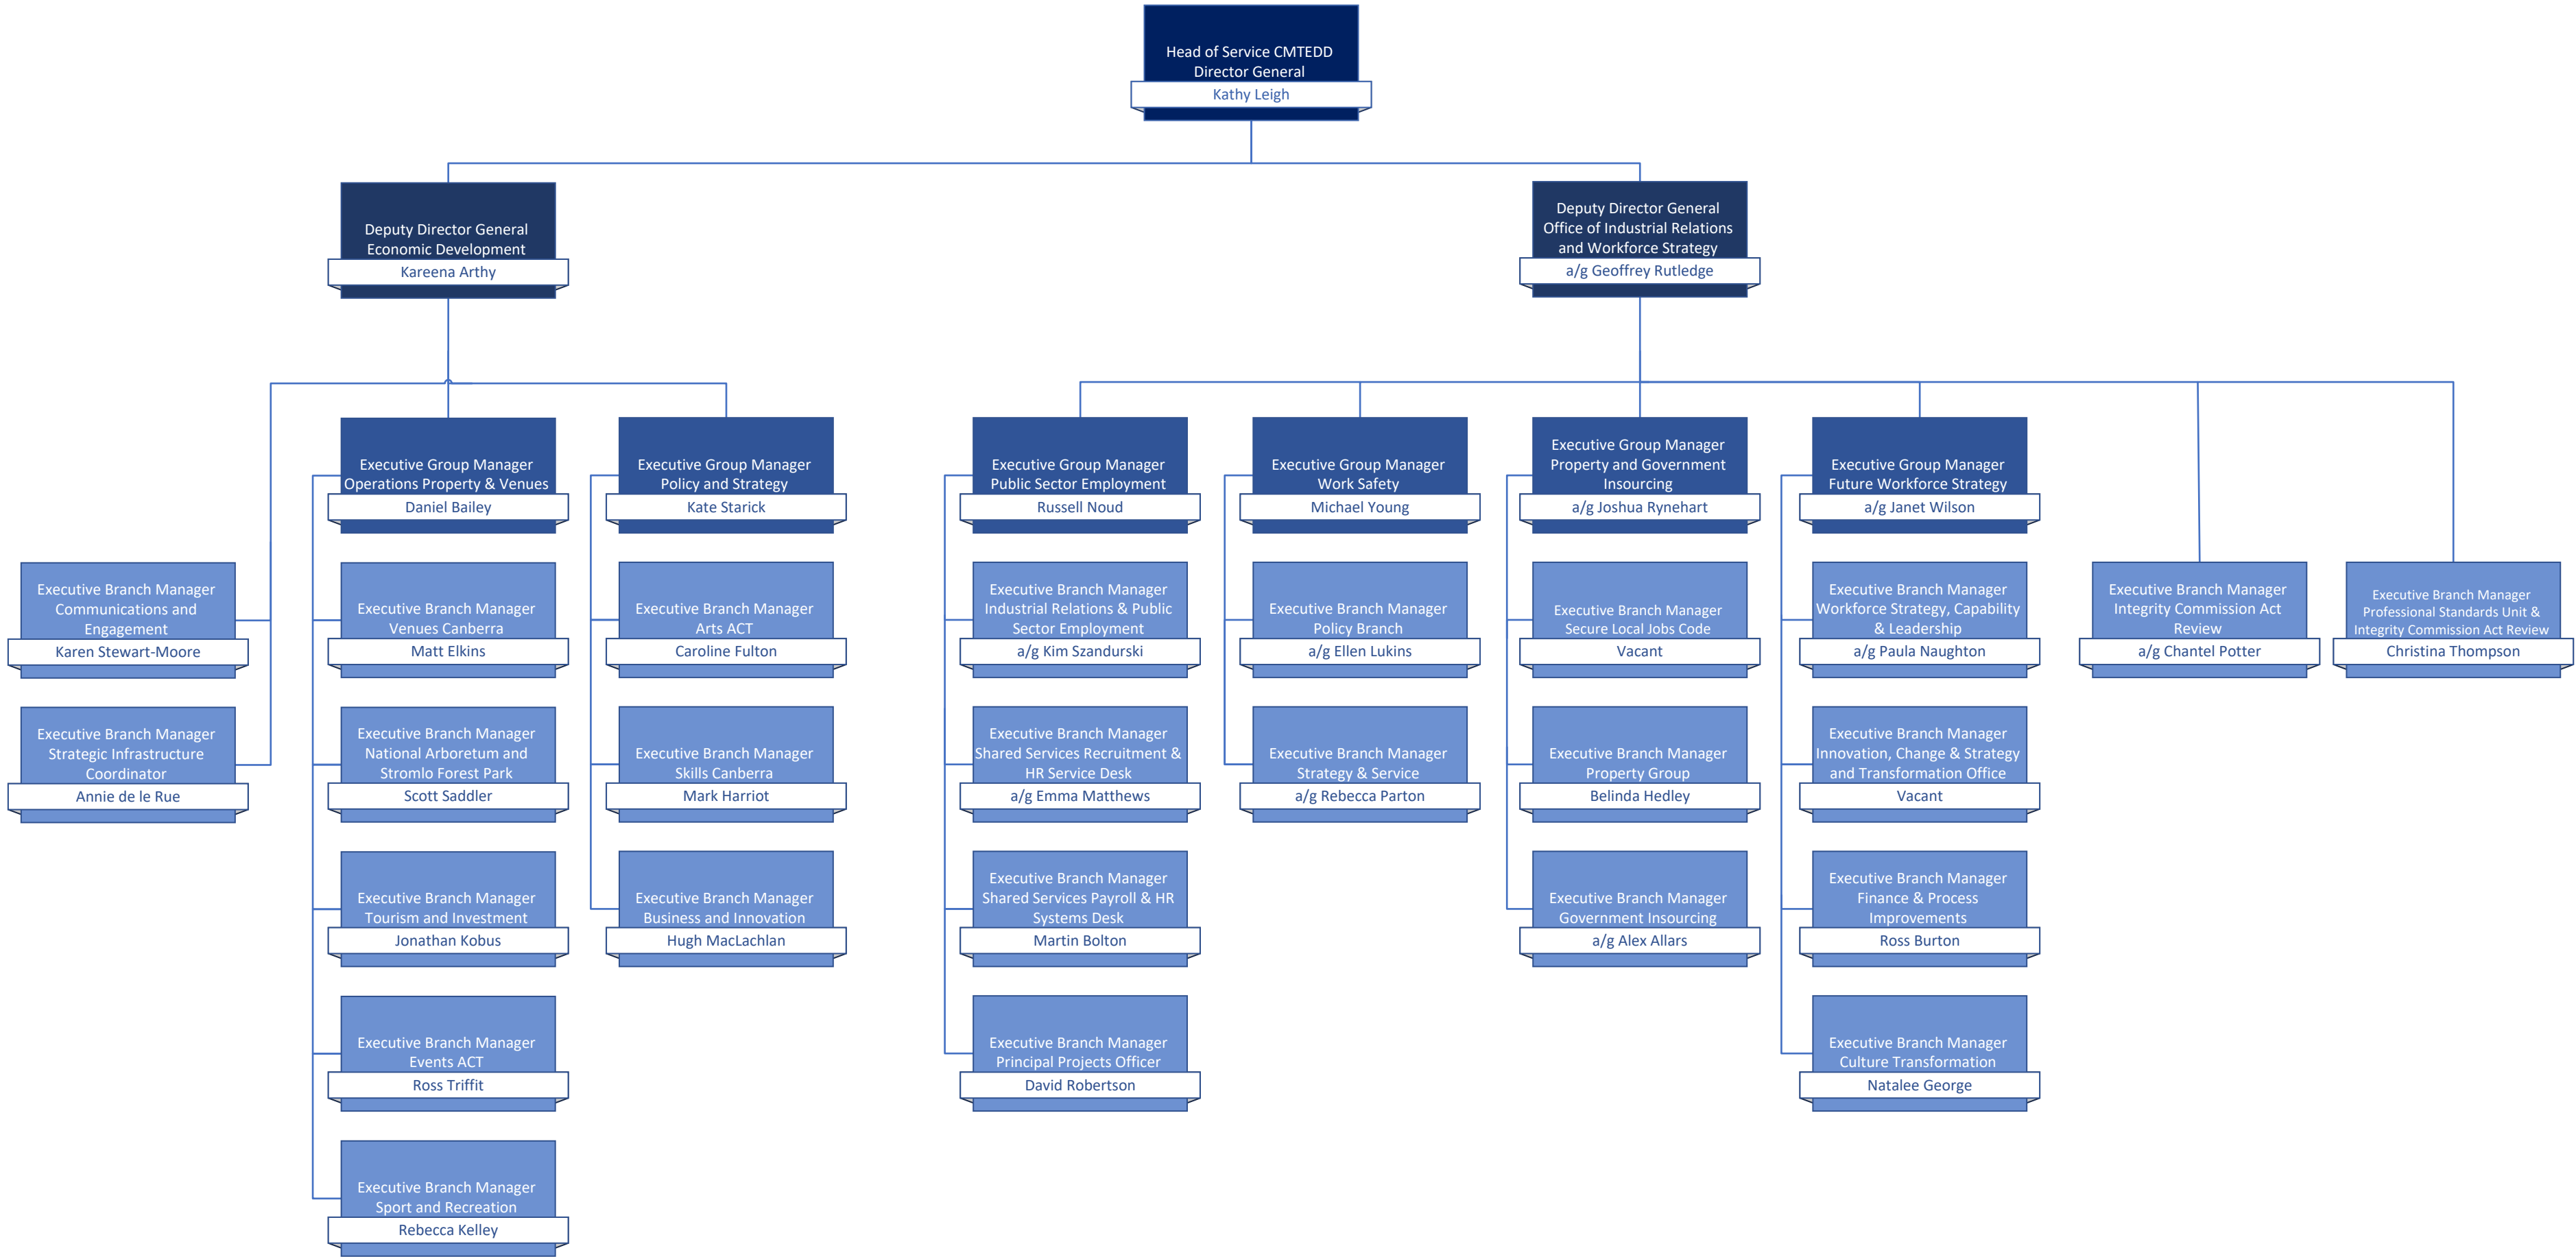 Head of Service CMTEDD
Director General
Kathy Leigh
Deputy Director General
Economic Development
Kareena Arthy
Deputy Director General
Office of Industrial Relations
and Workforce Strategy
a/g Geoffrey Rutledge
Executive Group Manager
Operations Property & Venues
Daniel Bailey
Executive Group Manager
Policy and Strategy
Kate Starick
Executive Group Manager
Public Sector Employment
Russell Noud
Executive Group Manager
Work Safety
Michael Young
Executive Group Manager
Property and Government
Insourcing
a/g Joshua Rynehart
Executive Group Manager
Future Workforce Strategy
a/g Janet Wilson
Executive Branch Manager
Communications and
Engagement
Karen Stewart-Moore
Executive Branch Manager
Venues Canberra
Matt Elkins
Executive Branch Manager
Arts ACT
Caroline Fulton
Executive Branch Manager
Industrial Relations & Public
Sector Employment
a/g Kim Szandurski
Executive Branch Manager
Policy Branch
a/g Ellen Lukins
Executive Branch Manager
Secure Local Jobs Code
Vacant
Executive Branch Manager
Workforce Strategy, Capability
& Leadership
a/g Paula Naughton
Executive Branch Manager
Integrity Commission Act
Review
a/g Chantel Potter
Executive Branch Manager
Professional Standards Unit &
Integrity Commission Act Review
Christina Thompson
Executive Branch Manager
Strategic Infrastructure
Coordinator
Annie de le Rue
Executive Branch Manager
National Arboretum and
Stromlo Forest Park
Scott Saddler
Executive Branch Manager
Skills Canberra
Mark Harriot
Executive Branch Manager
Shared Services Recruitment &
HR Service Desk
a/g Emma Matthews
Executive Branch Manager
Strategy & Service
a/g Rebecca Parton
Executive Branch Manager
Property Group
Belinda Hedley
Executive Branch Manager
Innovation, Change & Strategy
and Transformation Office
Vacant
Executive Branch Manager
Tourism and Investment
Jonathan Kobus
Executive Branch Manager
Business and Innovation
Hugh MacLachlan
Executive Branch Manager
Shared Services Payroll & HR
Systems Desk
Martin Bolton
Executive Branch Manager
Government Insourcing
a/g Alex Allars
Executive Branch Manager
Finance & Process
Improvements
Ross Burton
Executive Branch Manager
Events ACT
Ross Triffit
Executive Branch Manager
Principal Projects Officer
David Robertson
Executive Branch Manager
Culture Transformation
Natalee George
Executive Branch Manager
Sport and Recreation
Rebecca Kelley